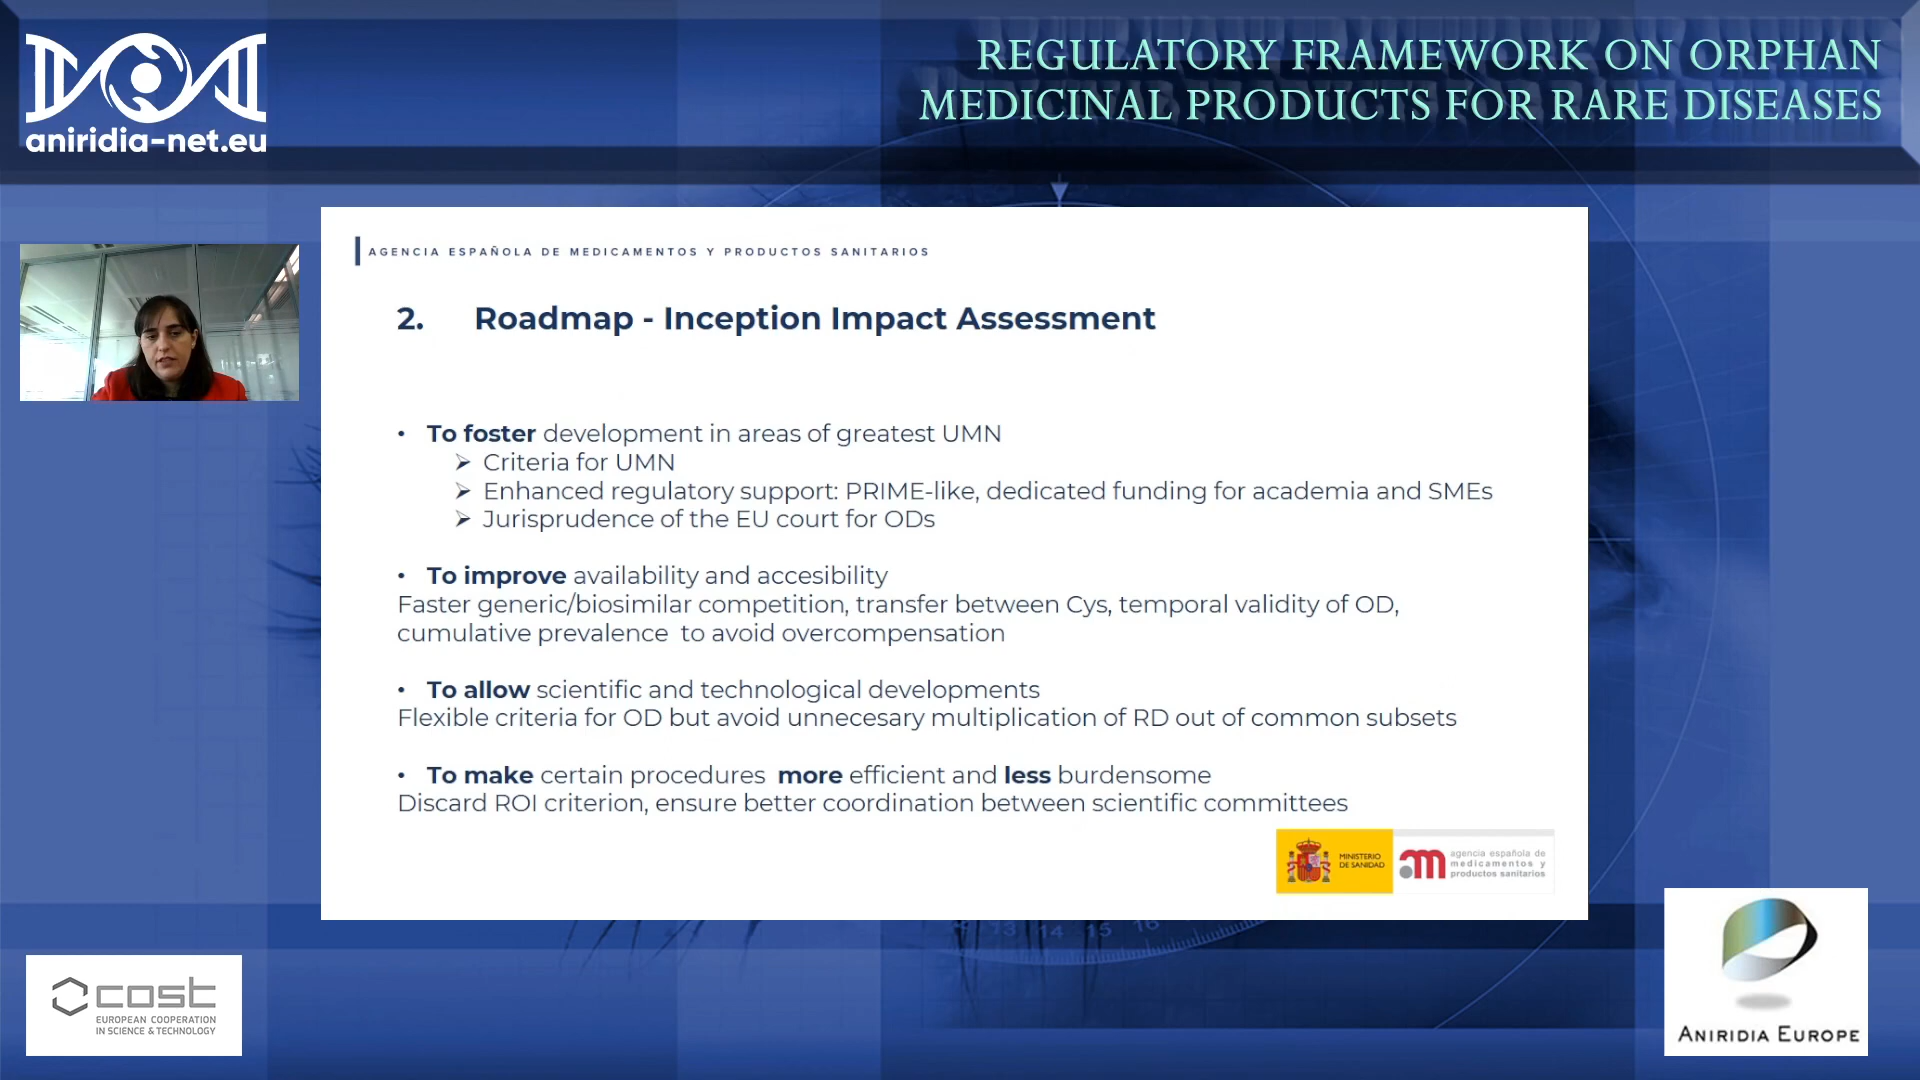 aniridia-net.eu
REGULATORY FRAMEWORK ON ORPHAN
MEDICINAL PRODUCTS FOR RARE DISEASES
AGENCIA ESPAÑOLA DE MEDICAMENTOS Y PRODUCTOS SANITARIOS
2. Roadmap - Inception Impact Assessment
• To foster development in areas of greatest UMN
➢ Criteria for UMN
➢ Enhanced regulatory support: PRIME-like, dedicated funding for academia and SMEs
➢ Jurisprudence of the EU court for ODs
• To improve availability and accesibility
Faster generic/biosimilar competition, transfer between Cys, temporal validity of OD,
cumulative prevalence to avoid overcompensation
• To allow scientific and technological developments
Flexible criteria for OD but avoid unnecesary multiplication of RD out of common subsets
• To make certain procedures more efficient and less burdensome
Discard ROI criterion, ensure better coordination between scientific committees
MINISTERIO
DE SANIDAD
agencia española de
medicamentos y
productos sanitarios
13 14 15 16
cost
EUROPEAN COOPERATION
IN SCIENCE & TECHNOLOGY
ANIRIDIA EUROPE